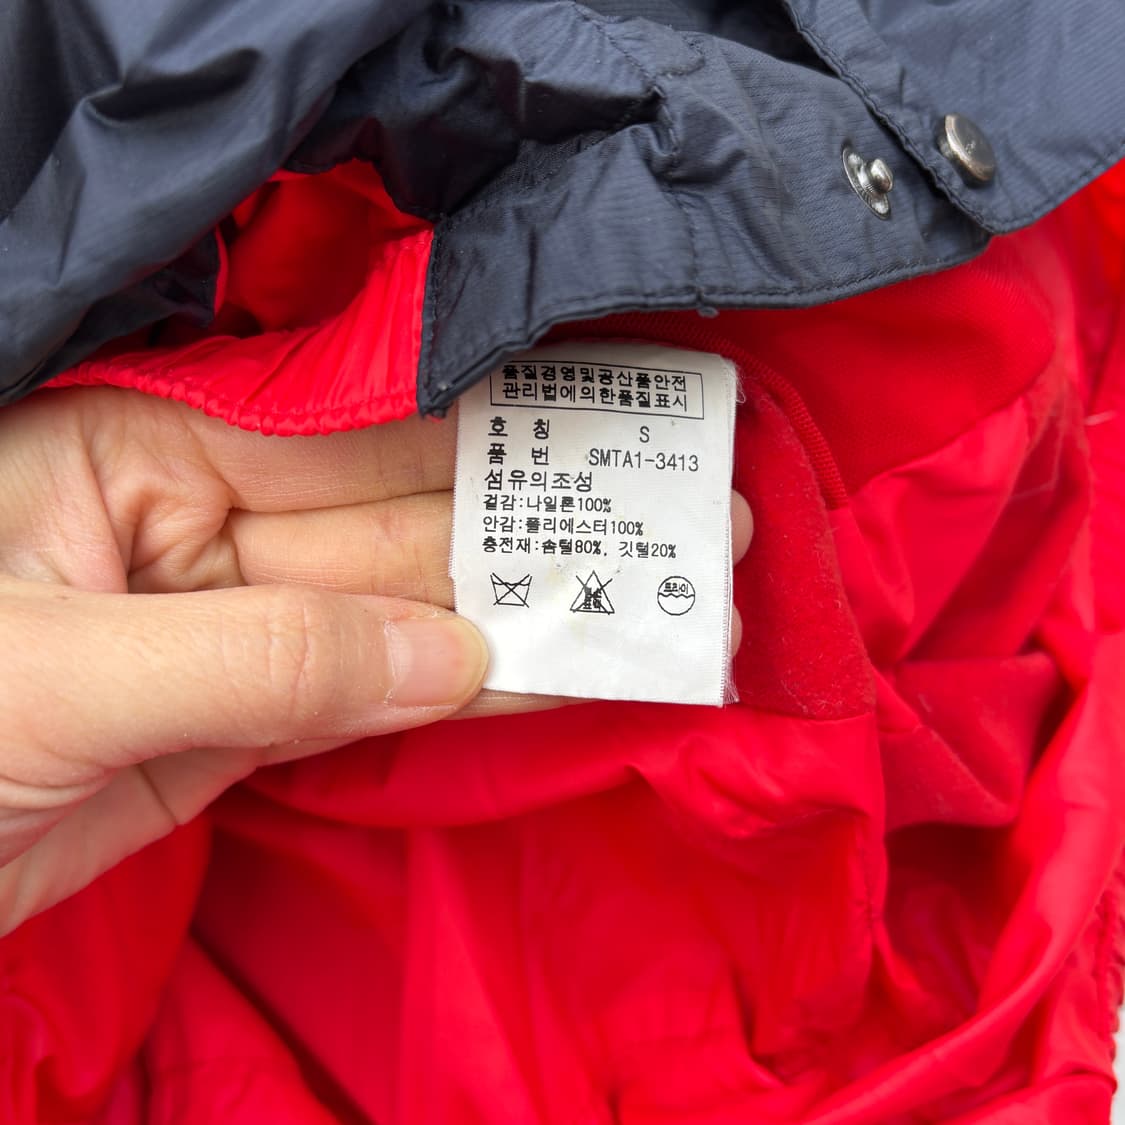 품질경영및공산품안전
관리법에의한품질표시
호 칭 S
품 번 SMTA1-3413
섬유의조성
겉감:나일론100%
안감:폴리에스터100%
충전재:솜털80%, 깃털20%
드라이